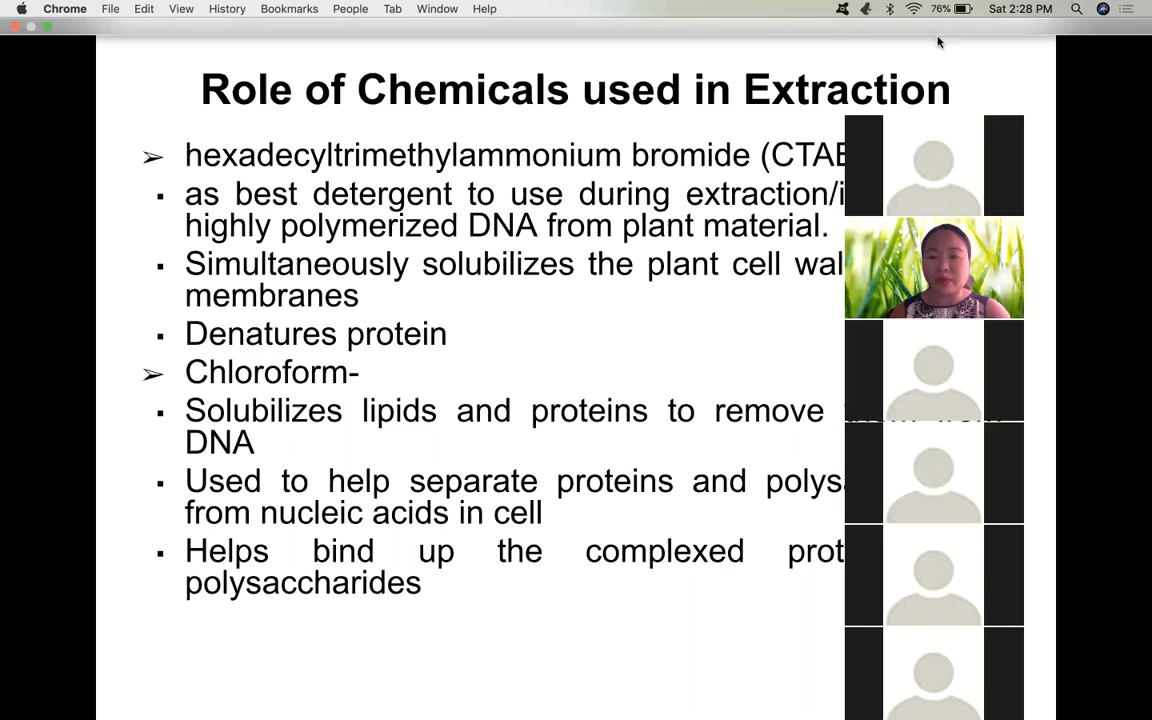 Chrome File Edit View History Bookmarks People Tab Window Help 76% Sat 2:28 PM
Role of Chemicals used in Extraction
➢ hexadecyltrimethylammonium bromide (CTAB
▪ as best detergent to use during extraction/i
highly polymerized DNA from plant material.
▪ Simultaneously solubilizes the plant cell wal
membranes
▪ Denatures protein
➢ Chloroform-
▪ Solubilizes lipids and proteins to remove
DNA
▪ Used to help separate proteins and polys
from nucleic acids in cell
▪ Helps bind up the complexed prot
polysaccharides